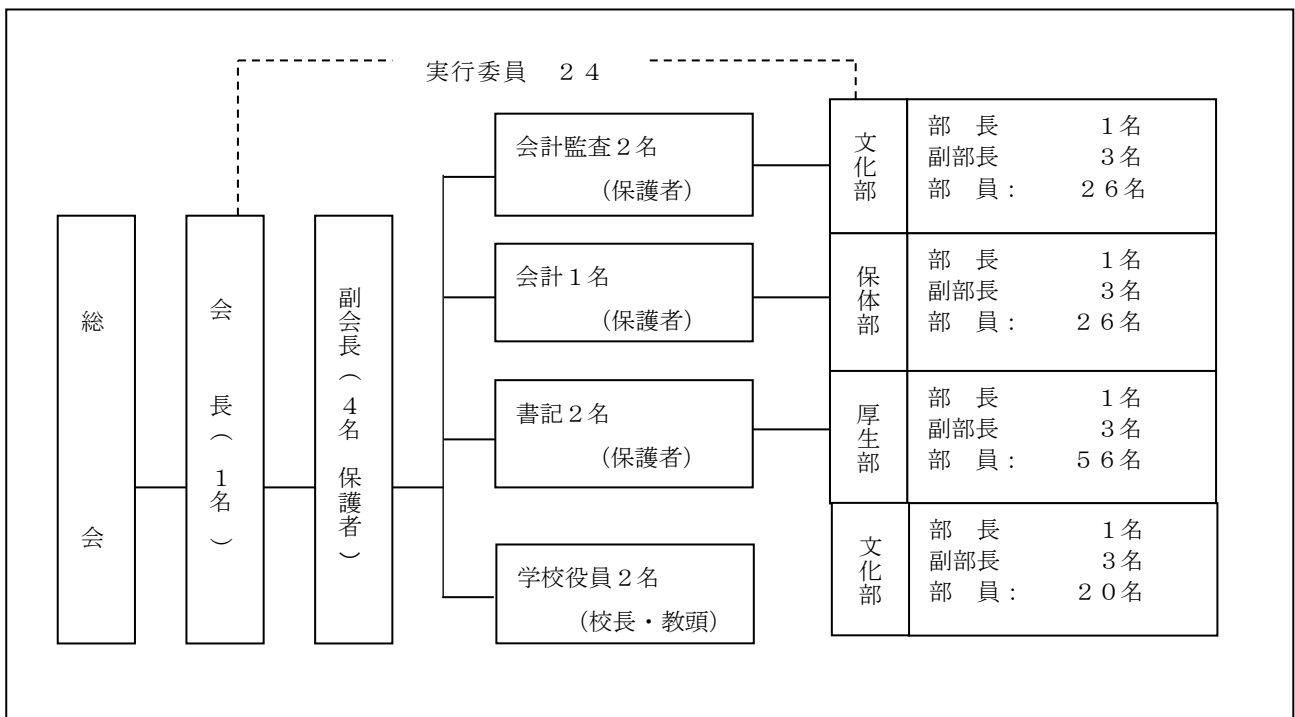 実行委員　２４
総会
会長（１名）
副会長（４名 保護者）
会計監査２名
（保護者）
会計１名
（保護者）
書記２名
（保護者）
学校役員２名
（校長・教頭）
文化部
部　長　１名
副部長　３名
部　員：　２６名
保体部
部　長　１名
副部長　３名
部　員：　２６名
厚生部
部　長　１名
副部長　３名
部　員：　５６名
文化部
部　長　１名
副部長　３名
部　員：　２０名